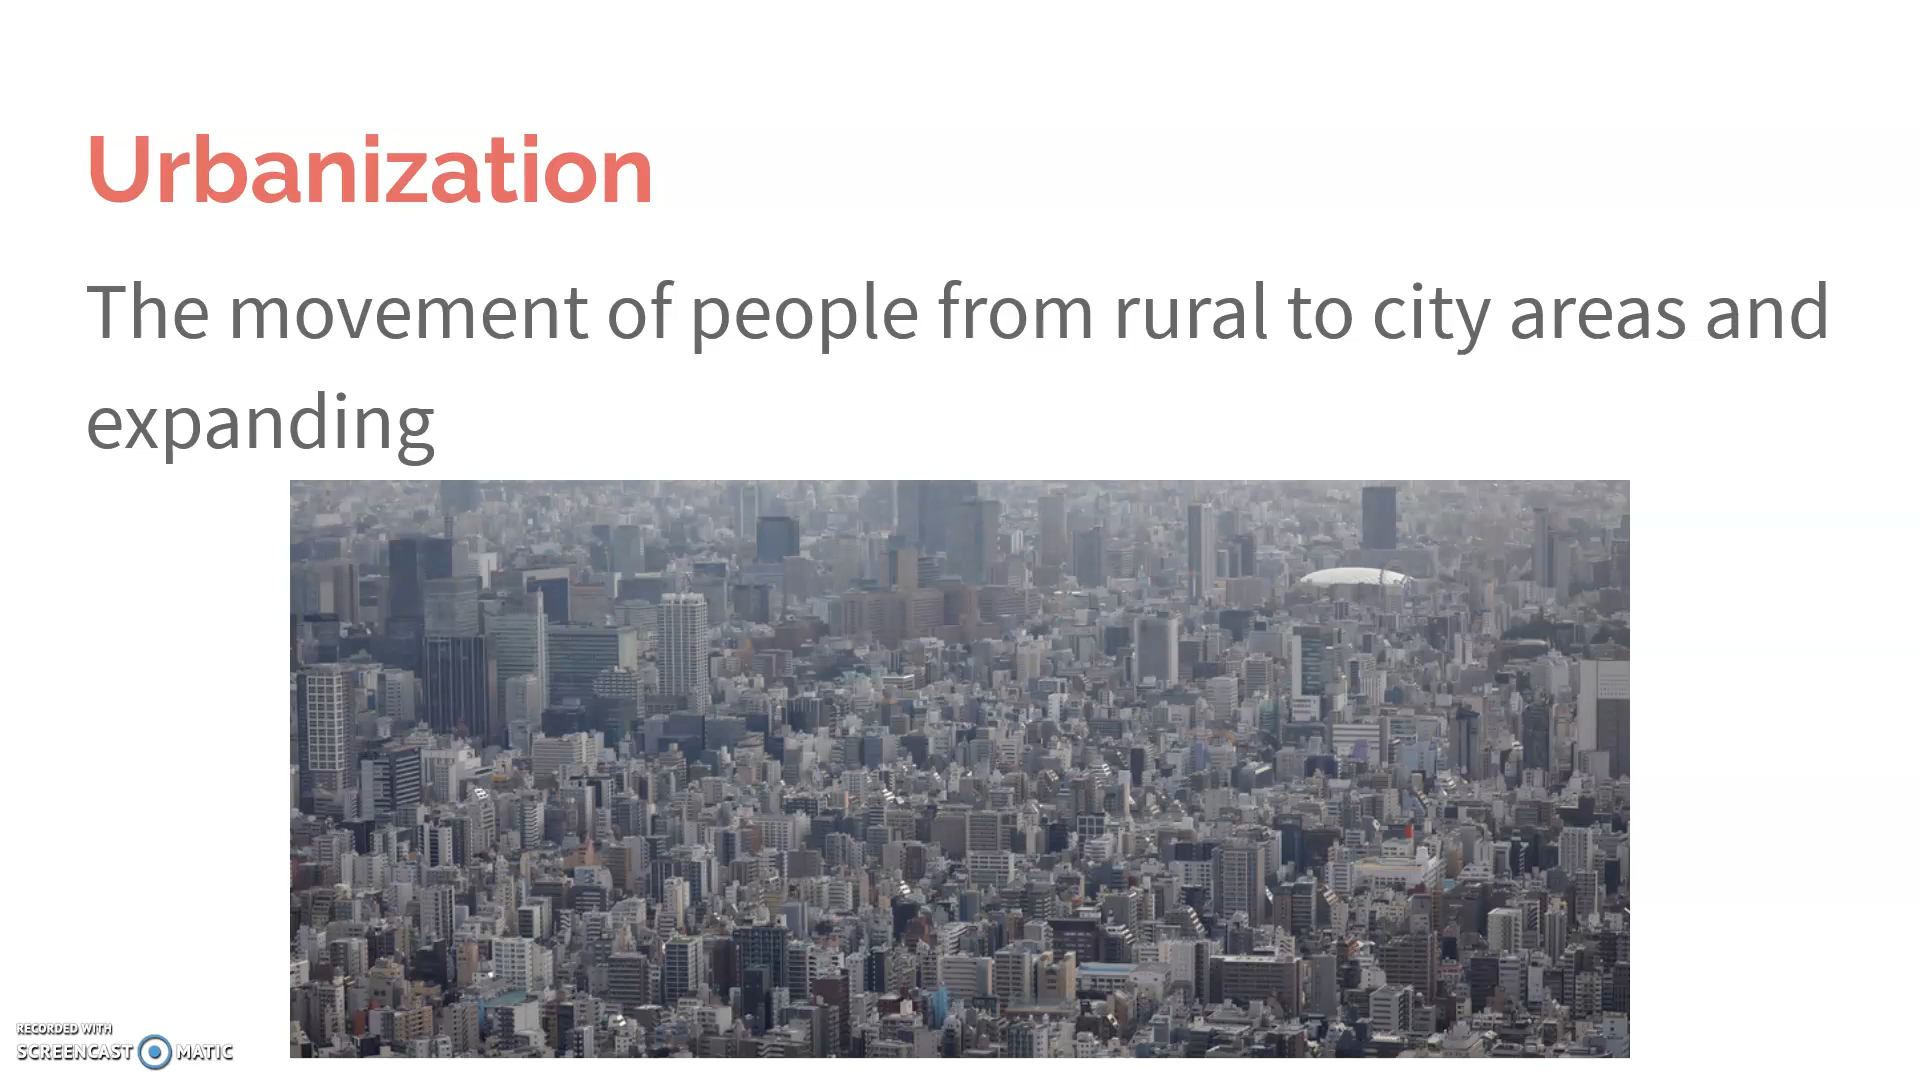 Urbanization
The movement of people from rural to city areas and
expanding
RECORDED WITH
SCREENCAST MATIC